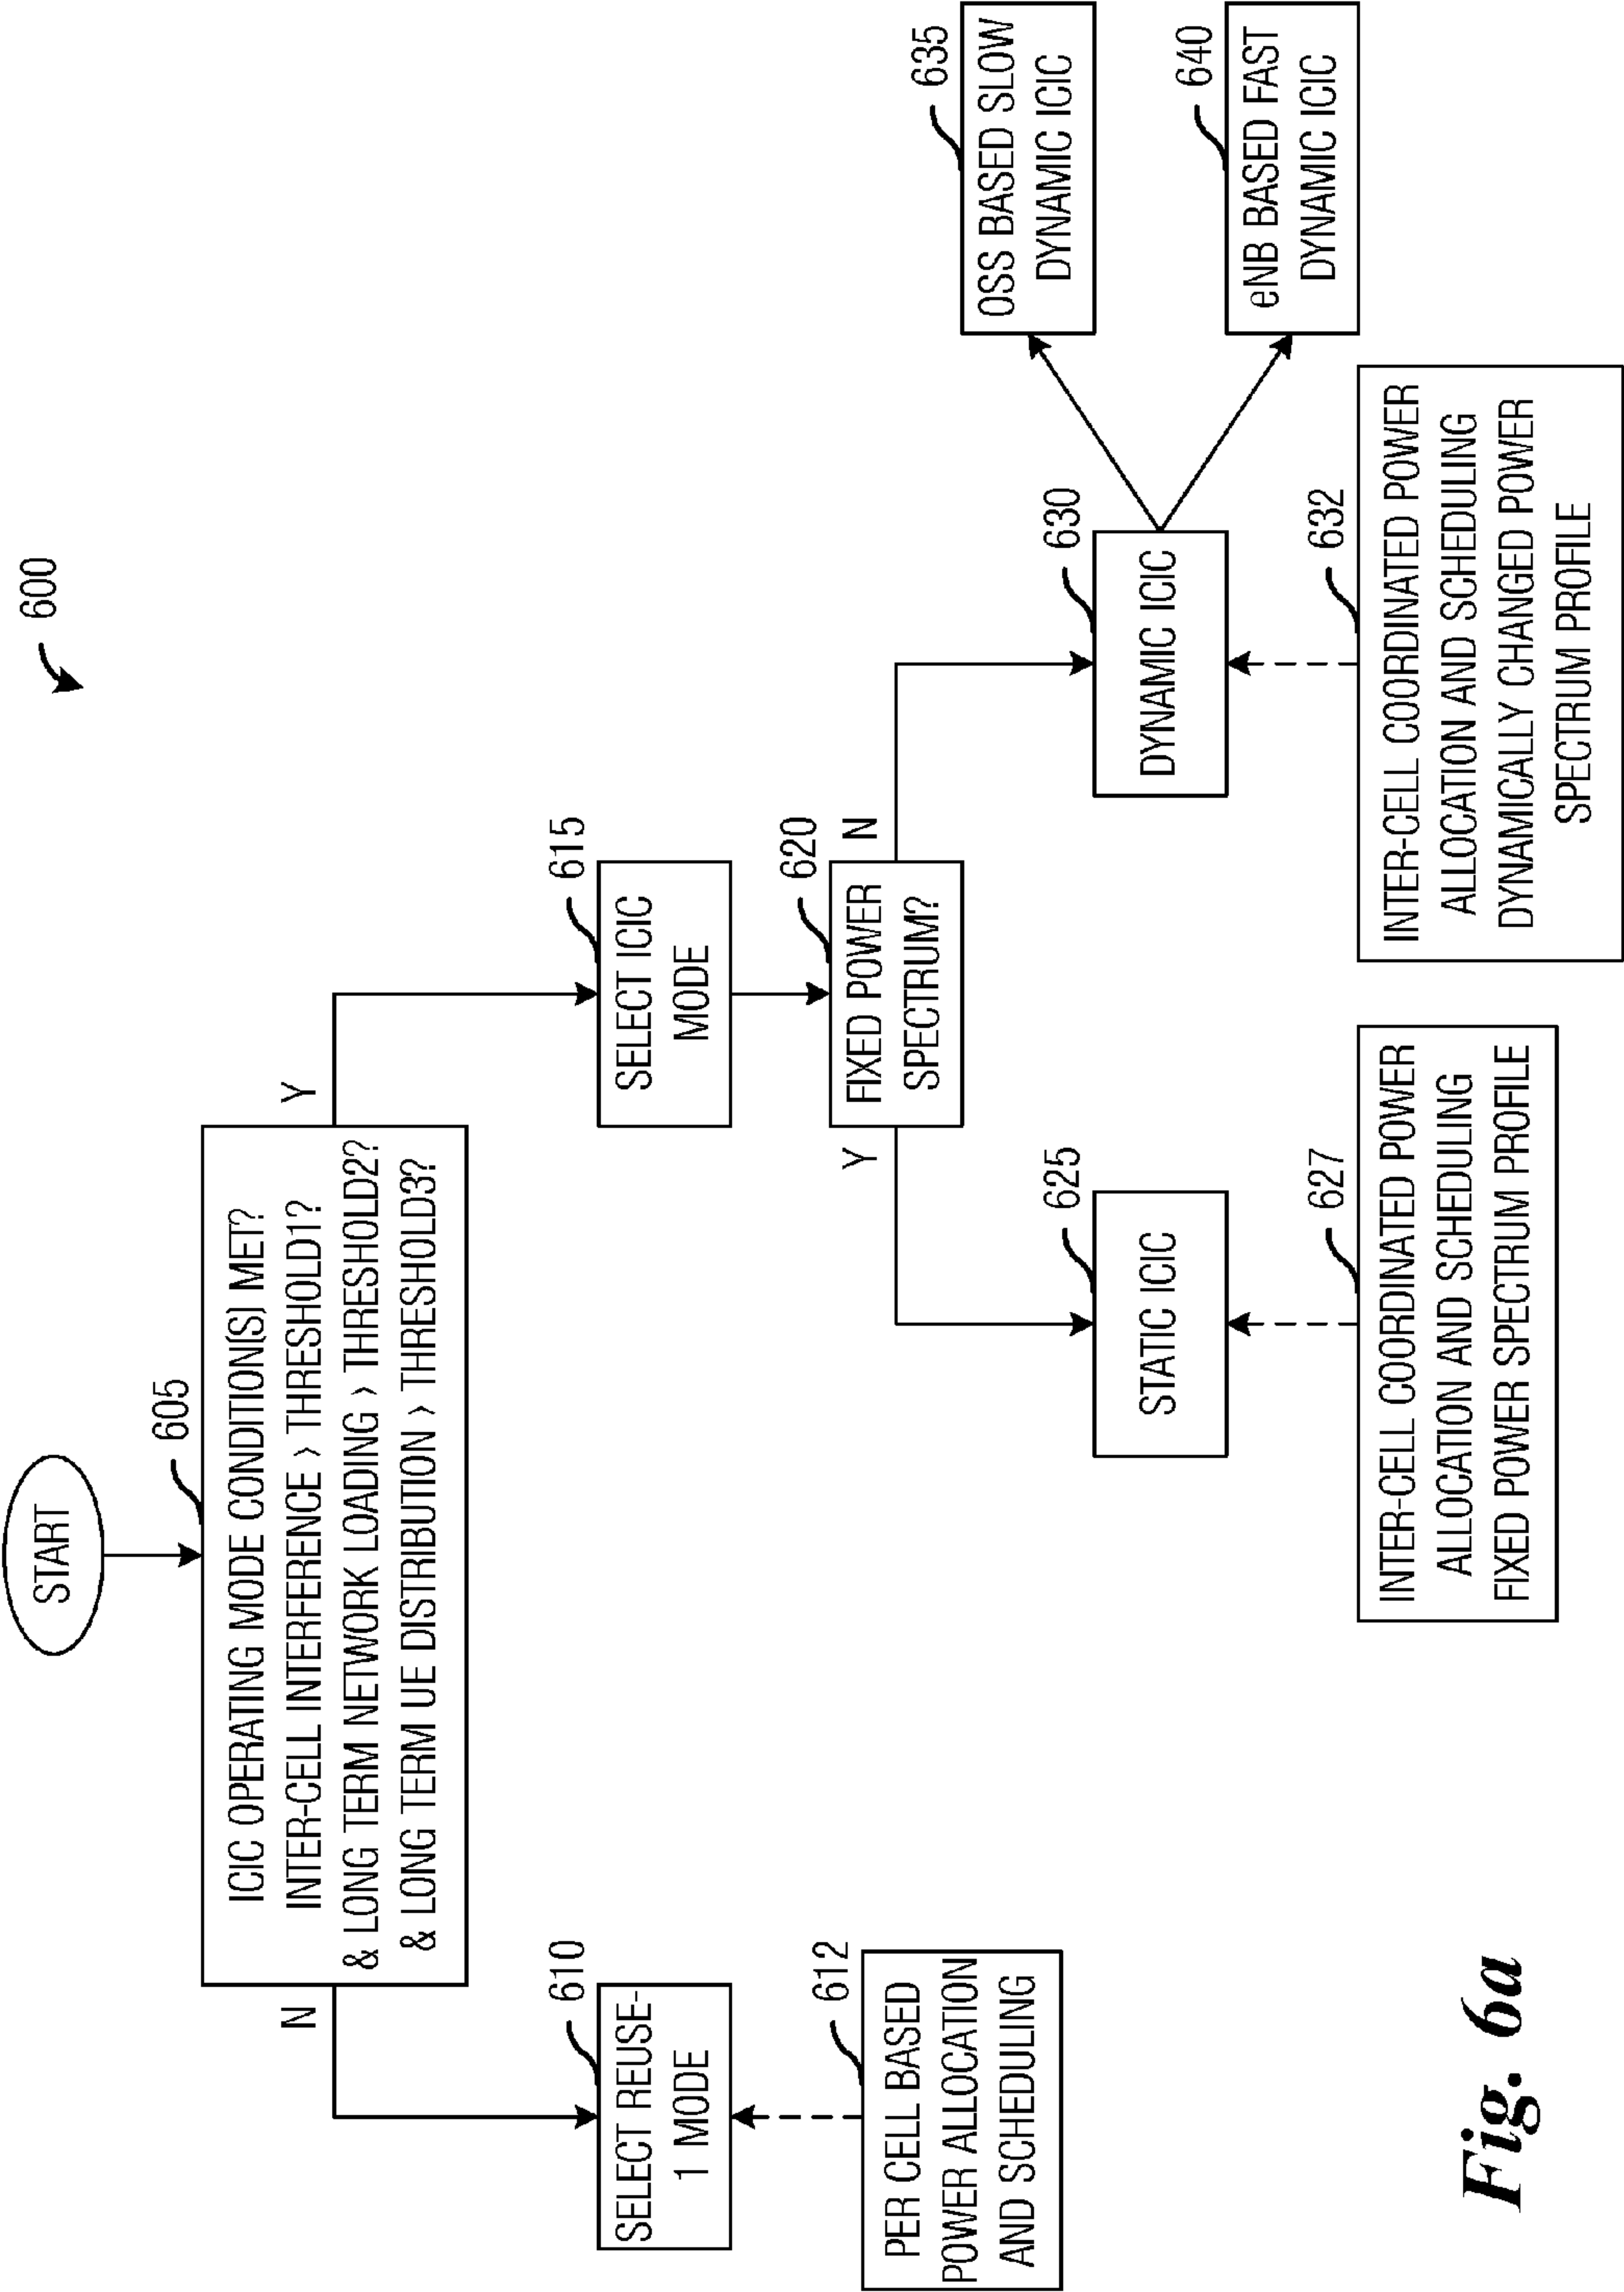 600
START
605
ICIC OPERATING MODE CONDITION(S) MET?
INTER-CELL INTERFERENCE > THRESHOLD1?
& LONG TERM NETWORK LOADING > THRESHOLD2?
& LONG TERM UE DISTRIBUTION > THRESHOLD3?
N
Y
610
SELECT REUSE-
1 MODE
615
SELECT ICIC
MODE
612
PER CELL BASED
POWER ALLOCATION
AND SCHEDULING
620
FIXED POWER
SPECTRUM?
Y
N
625
STATIC ICIC
630
DYNAMIC ICIC
635
OSS BASED SLOW
DYNAMIC ICIC
640
eNB BASED FAST
DYNAMIC ICIC
627
INTER-CELL COORDINATED POWER
ALLOCATION AND SCHEDULING
FIXED POWER SPECTRUM PROFILE
632
INTER-CELL COORDINATED POWER
ALLOCATION AND SCHEDULING
DYNAMICALLY CHANGED POWER
SPECTRUM PROFILE
Fig. 6a